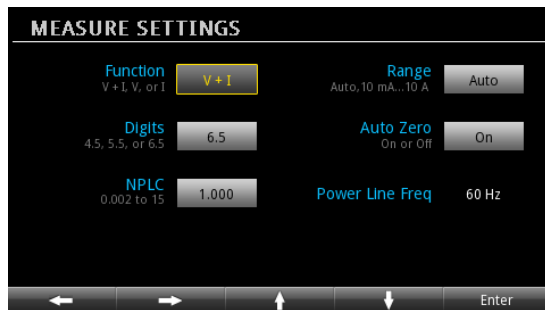 MEASURE SETTINGS
Function
V + I, V, or I
V + I
Range
Auto,10 mA...10 A
Auto
Digits
4.5, 5.5, or 6.5
6.5
Auto Zero
On or Off
On
NPLC
0.002 to 15
1.000
Power Line Freq
60 Hz
Enter